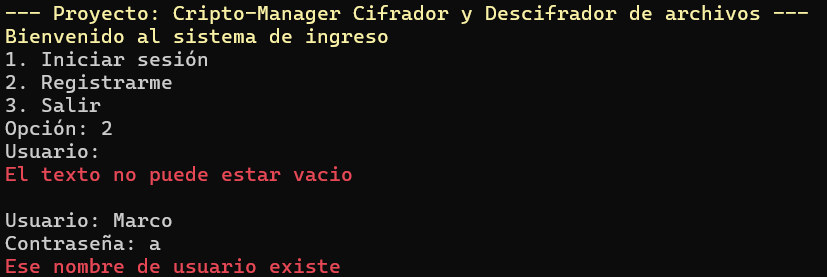 --- Proyecto: Cripto-Manager Cifrador y Descifrador de archivos ---
Bienvenido al sistema de ingreso
1. Iniciar sesión
2. Registrarme
3. Salir
Opción: 2
Usuario:
El texto no puede estar vacio
Usuario: Marco
Contraseña: a
Ese nombre de usuario existe